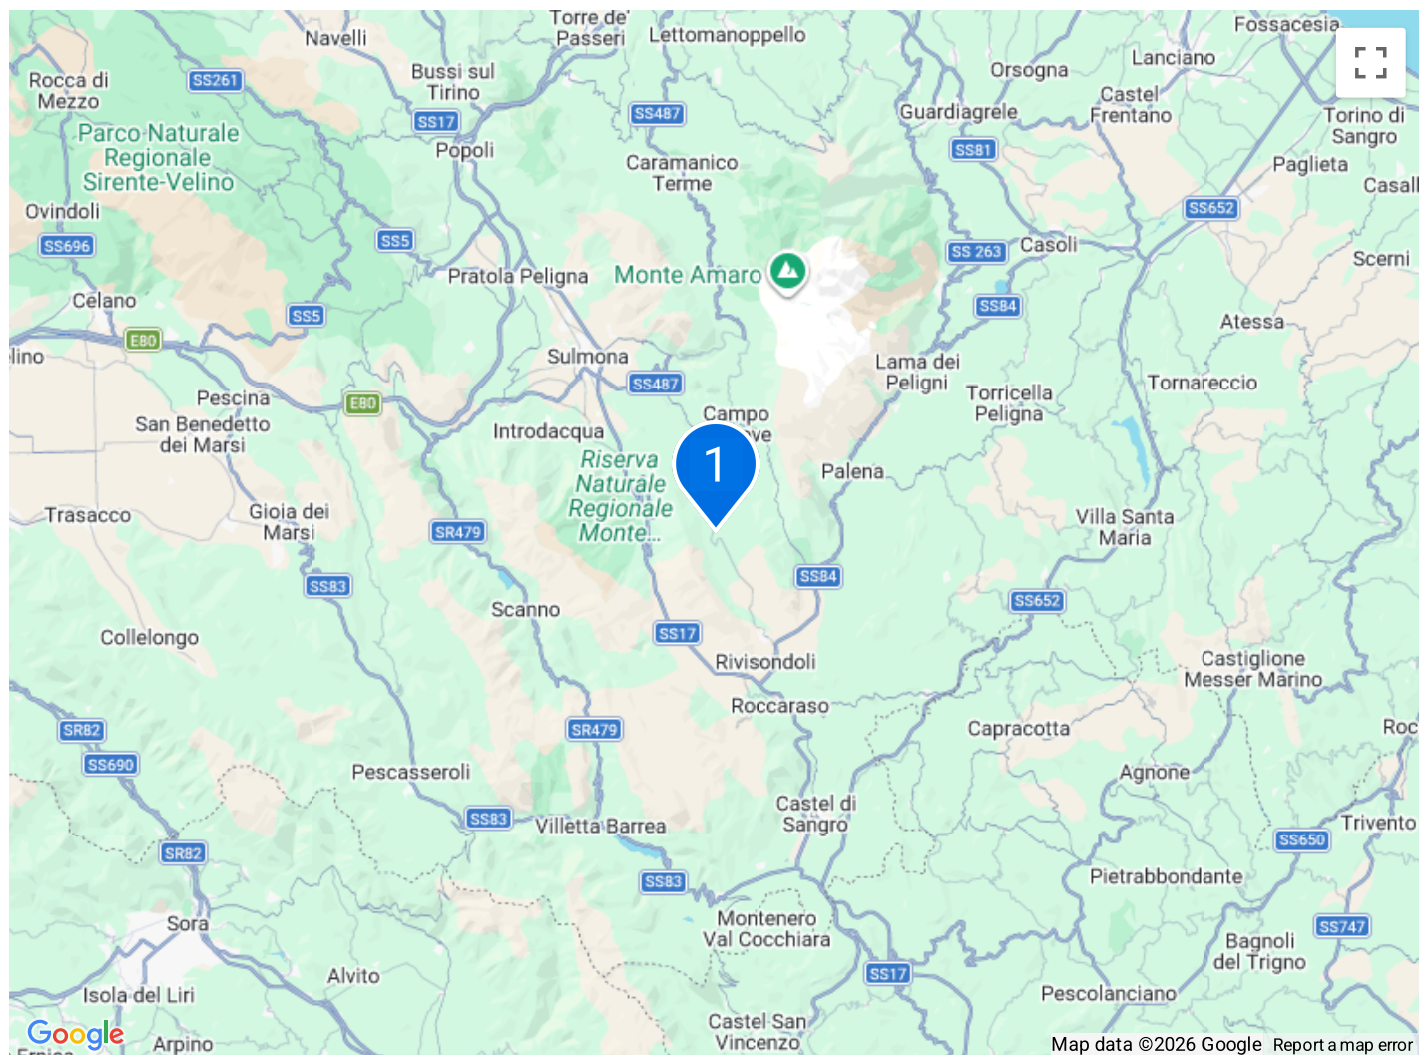 Torre de'
Passeri
Fossacesia
Navelli
Lettomanoppello
Lanciano
Rocca di
Mezzo
SS261
Bussi sul
Tirino
Orsogna
Castel
Frentano
Guardiagrele
SS17
SS487
Torino di
Sangro
Parco Naturale
Regionale
Sirente-Velino
Popoli
SS81
Caramanico
Terme
Paglieta
Casall
Ovindoli
SS696
SS5
SS652
SS 263
Casoli
Scerni
Pratola Peligna
Monte Amaro
Celano
SS5
SS84
Atessa
E80
elino
Sulmona
Lama dei
Peligni
SS487
Torricella
Peligna
Tornareccio
Pescina
E80
San Benedetto
dei Marsi
Introdacqua
Campo
1
Riserva
Naturale
Regionale
Monte...
Palena
Trasacco
Gioia dei
Marsi
SR479
Villa Santa
Maria
SS83
SS84
SS652
Scanno
Collelongo
SS17
Rivisondoli
Castiglione
Messer Marino
Roccaraso
SR82
SR479
Capracotta
Roc
SS690
Pescasseroli
Agnone
SS83
Villetta Barrea
Castel di
Sangro
Trivento
SS650
SR82
SS83
Pietrabbondante
Sora
Montenero
Val Cocchiara
SS747
Bagnoli
del Trigno
Alvito
SS17
Isola del Liri
Pescolanciano
Castel San
Vincenzo
Google
Arpino
Map data ©2026 Google
Report a map error